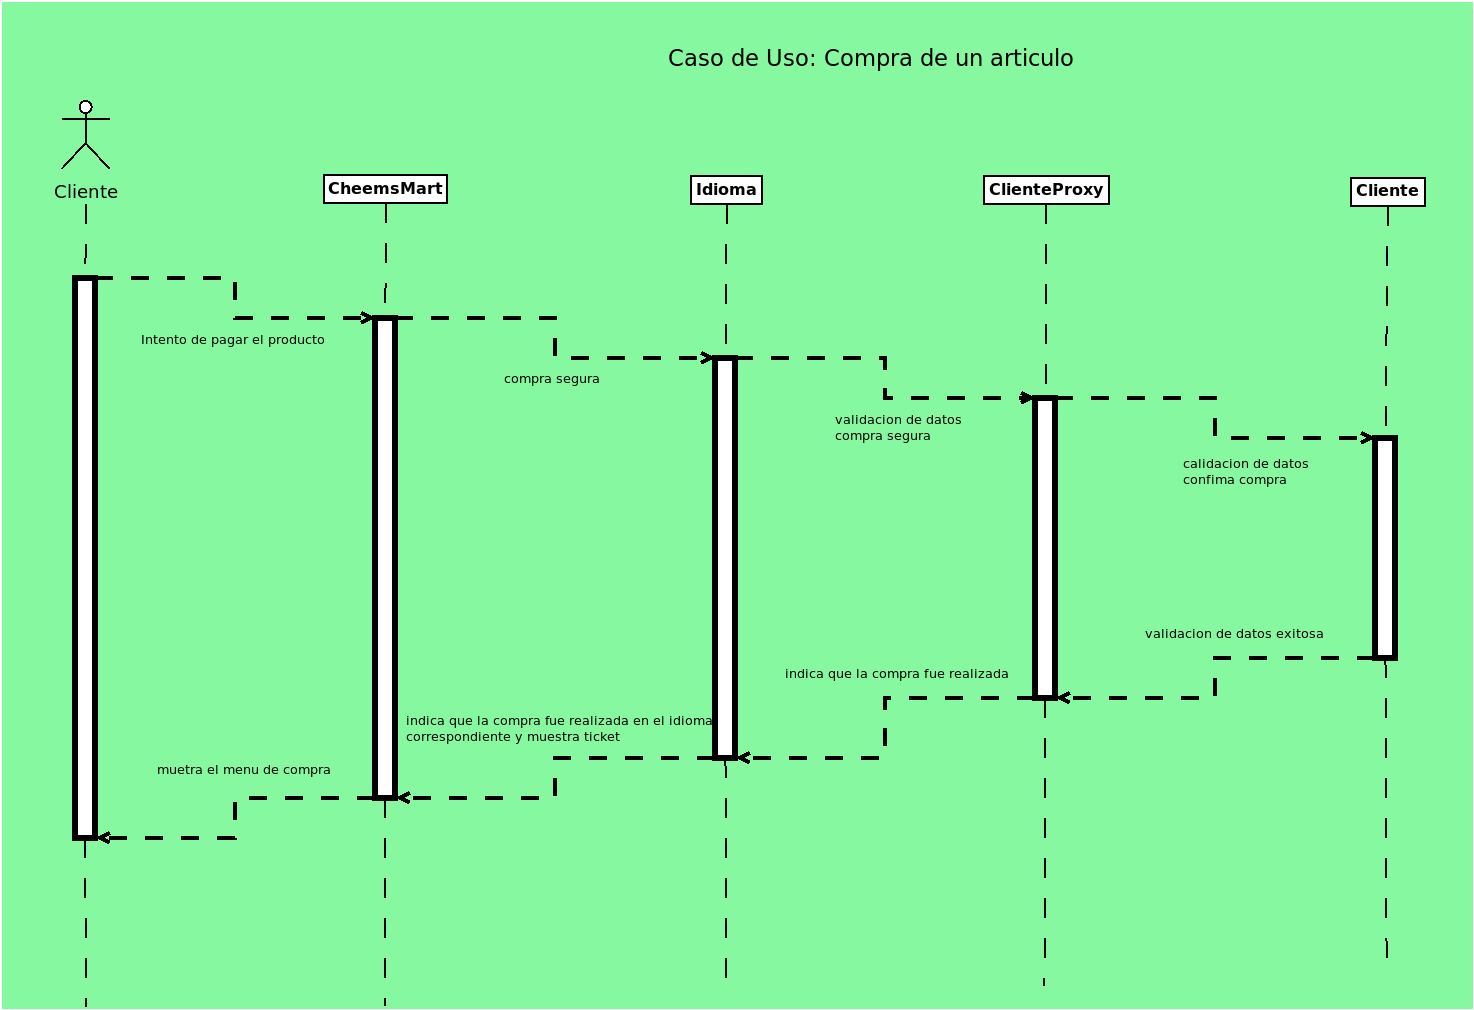 Caso de Uso: Compra de un articulo
Cliente
CheemsMart
Idioma
ClienteProxy
Cliente
Intento de pagar el producto
compra segura
validacion de datos
compra segura
calidacion de datos
confima compra
validacion de datos exitosa
indica que la compra fue realizada
indica que la compra fue realizada en el idioma
correspondiente y muestra ticket
muetra el menu de compra